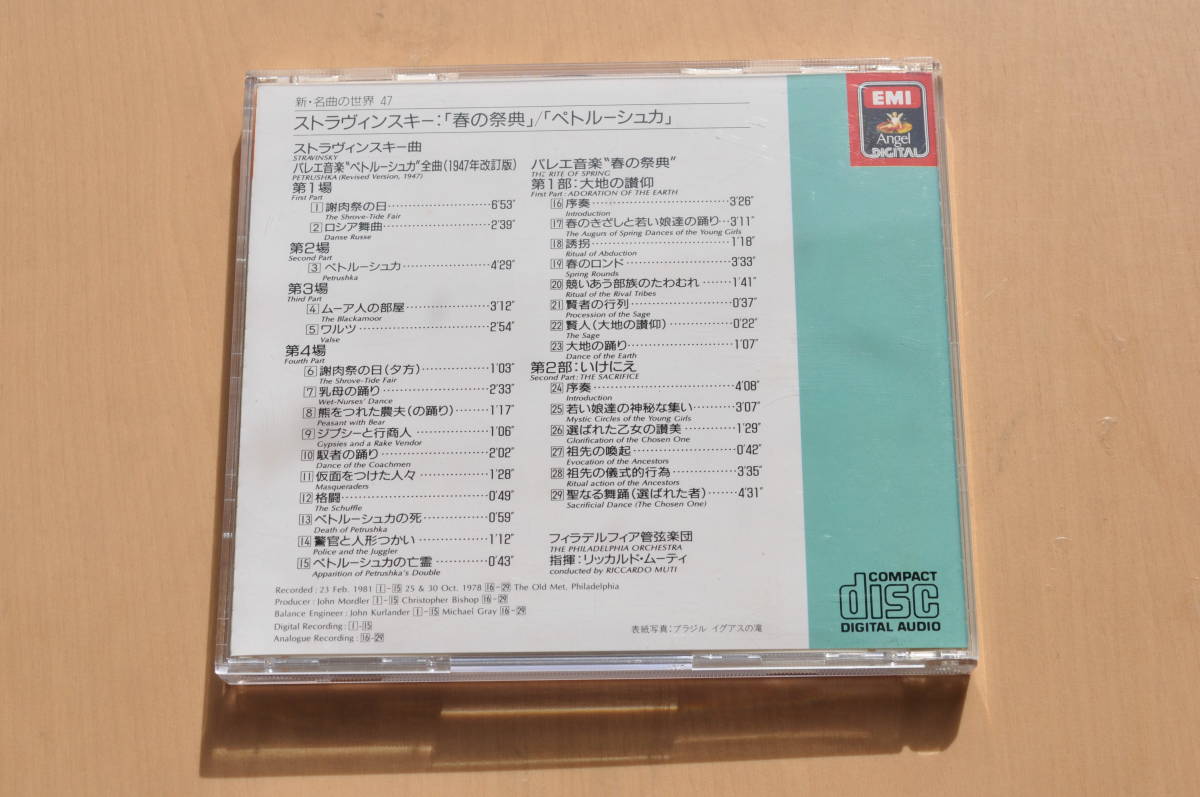 新・名曲の世界 47
ストラヴィンスキー:「春の祭典」/「ペトルーシュカ」
ストラヴィンスキー曲
STRAVINSKY
バレエ音楽“ペトルーシュカ”全曲(1947年改訂版)
PETRUSHKA (Revised Version, 1947)
第1場
First Part
1 謝肉祭の日 6′53″
The Shrove-Tide Fair
2 ロシア舞曲 2′39″
Danse Russe
第2場
Second Part
3 ペトルーシュカ 4′29″
Petrushka
第3場
Third Part
4 ムーア人の部屋 3′12″
The Blackamoor
5 ワルツ 2′54″
Valse
第4場
Fourth Part
6 謝肉祭の日(夕方) 1′03″
The Shrove-Tide Fair
7 乳母の踊り 2′33″
Wet-Nurses' Dance
8 熊をつれた農夫(の踊り) 1′17″
Peasant with Bear
9 ジプシーと行商人 1′06″
Gypsies and a Rake Vendor
10 馭者の踊り 2′02″
Dance of the Coachmen
11 仮面をつけた人々 1′28″
Masqueraders
12 格闘 0′49″
The Schuffle
13 ペトルーシュカの死 0′59″
Death of Petrushka
14 警官と人形つかい 1′12″
Police and the Juggler
15 ペトルーシュカの亡霊 0′43″
Apparition of Petrushka's Double
バレエ音楽“春の祭典”
THE RITE OF SPRING
第1部:大地の讃仰
First Part: ADORATION OF THE EARTH
16 序奏 3′26″
Introduction
17 春のきざしと若い娘達の踊り 3′11″
The Augurs of Spring Dances of the Young Girls
18 誘拐 1′18″
Ritual of Abduction
19 春のロンド 3′33″
Spring Rounds
20 競いあう部族のたわむれ 1′41″
Ritual of the Rival Tribes
21 賢者の行列 0′37″
Procession of the Sage
22 賢人(大地の讃仰) 0′22″
The Sage
23 大地の踊り 1′07″
Dance of the Earth
第2部:いけにえ
Second Part: THE SACRIFICE
24 序奏 4′08″
Introduction
25 若い娘達の神秘な集い 3′07″
Mystic Circles of the Young Girls
26 選ばれた乙女の讃美 1′29″
Glorification of the Chosen One
27 祖先の喚起 0′42″
Evocation of the Ancestors
28 祖先の儀式的行為 3′35″
Ritual action of the Ancestors
29 聖なる舞踊(選ばれた者) 4′31″
Sacrificial Dance (The Chosen One)
フィラデルフィア管弦楽団
THE PHILADELPHIA ORCHESTRA
指揮:リッカルド・ムーティ
conducted by RICCARDO MUTI
Recorded: 23 Feb. 1981 1-15 25 & 30 Oct. 1978 16-29 The Old Met, Philadelphia
Producer: John Mordler 1-15 Christopher Bishop 16-29
Balance Engineer: John Kurlander 1-15 Michael Gray 16-29
Digital Recording: 1-15
Analogue Recording: 16-29
表紙写真:ブラジル イグアスの滝
EMI
Angel
DIGITAL
COMPACT
disc
DIGITAL AUDIO